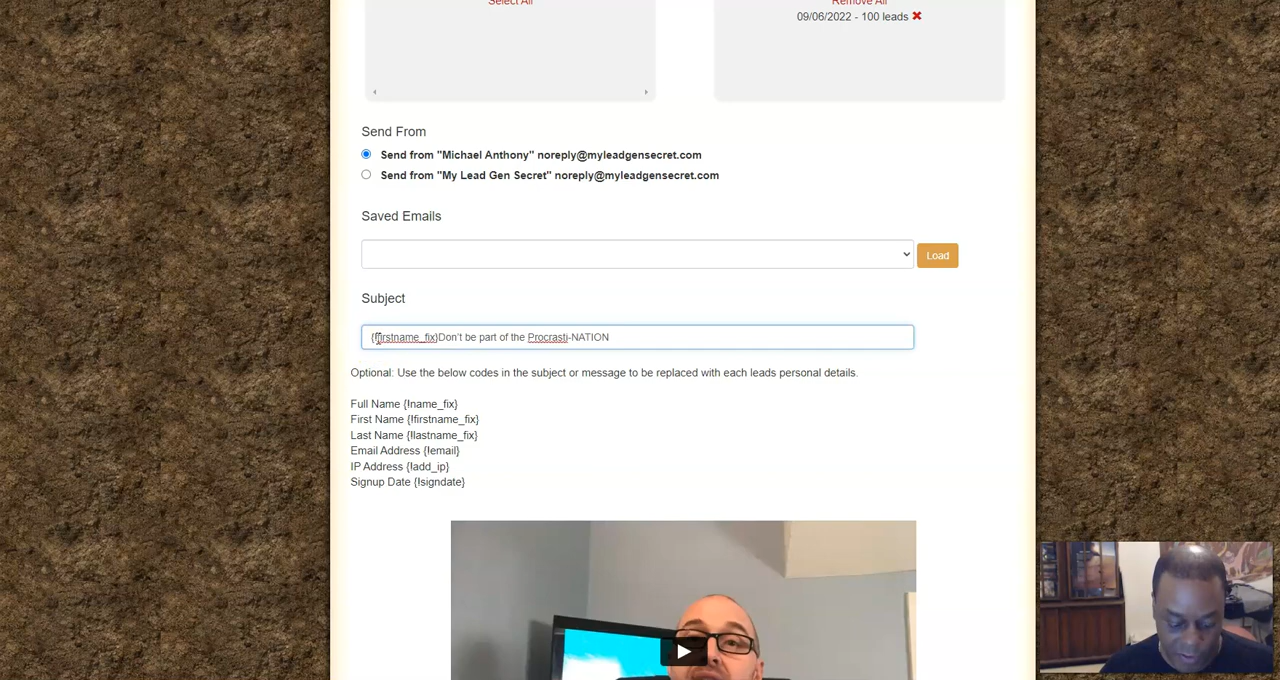 Select All
Remove All
09/06/2022 - 100 leads
Send From
Send from "Michael Anthony" noreply@myleadgensecret.com
Send from "My Lead Gen Secret" noreply@myleadgensecret.com
Saved Emails
Load
Subject
{!firstname_fix}Don't be part of the Procrasti-NATION
Optional: Use the below codes in the subject or message to be replaced with each leads personal details.
Full Name {!name_fix}
First Name {!firstname_fix}
Last Name {!lastname_fix}
Email Address {!email}
IP Address {!add_ip}
Signup Date {!signdate}